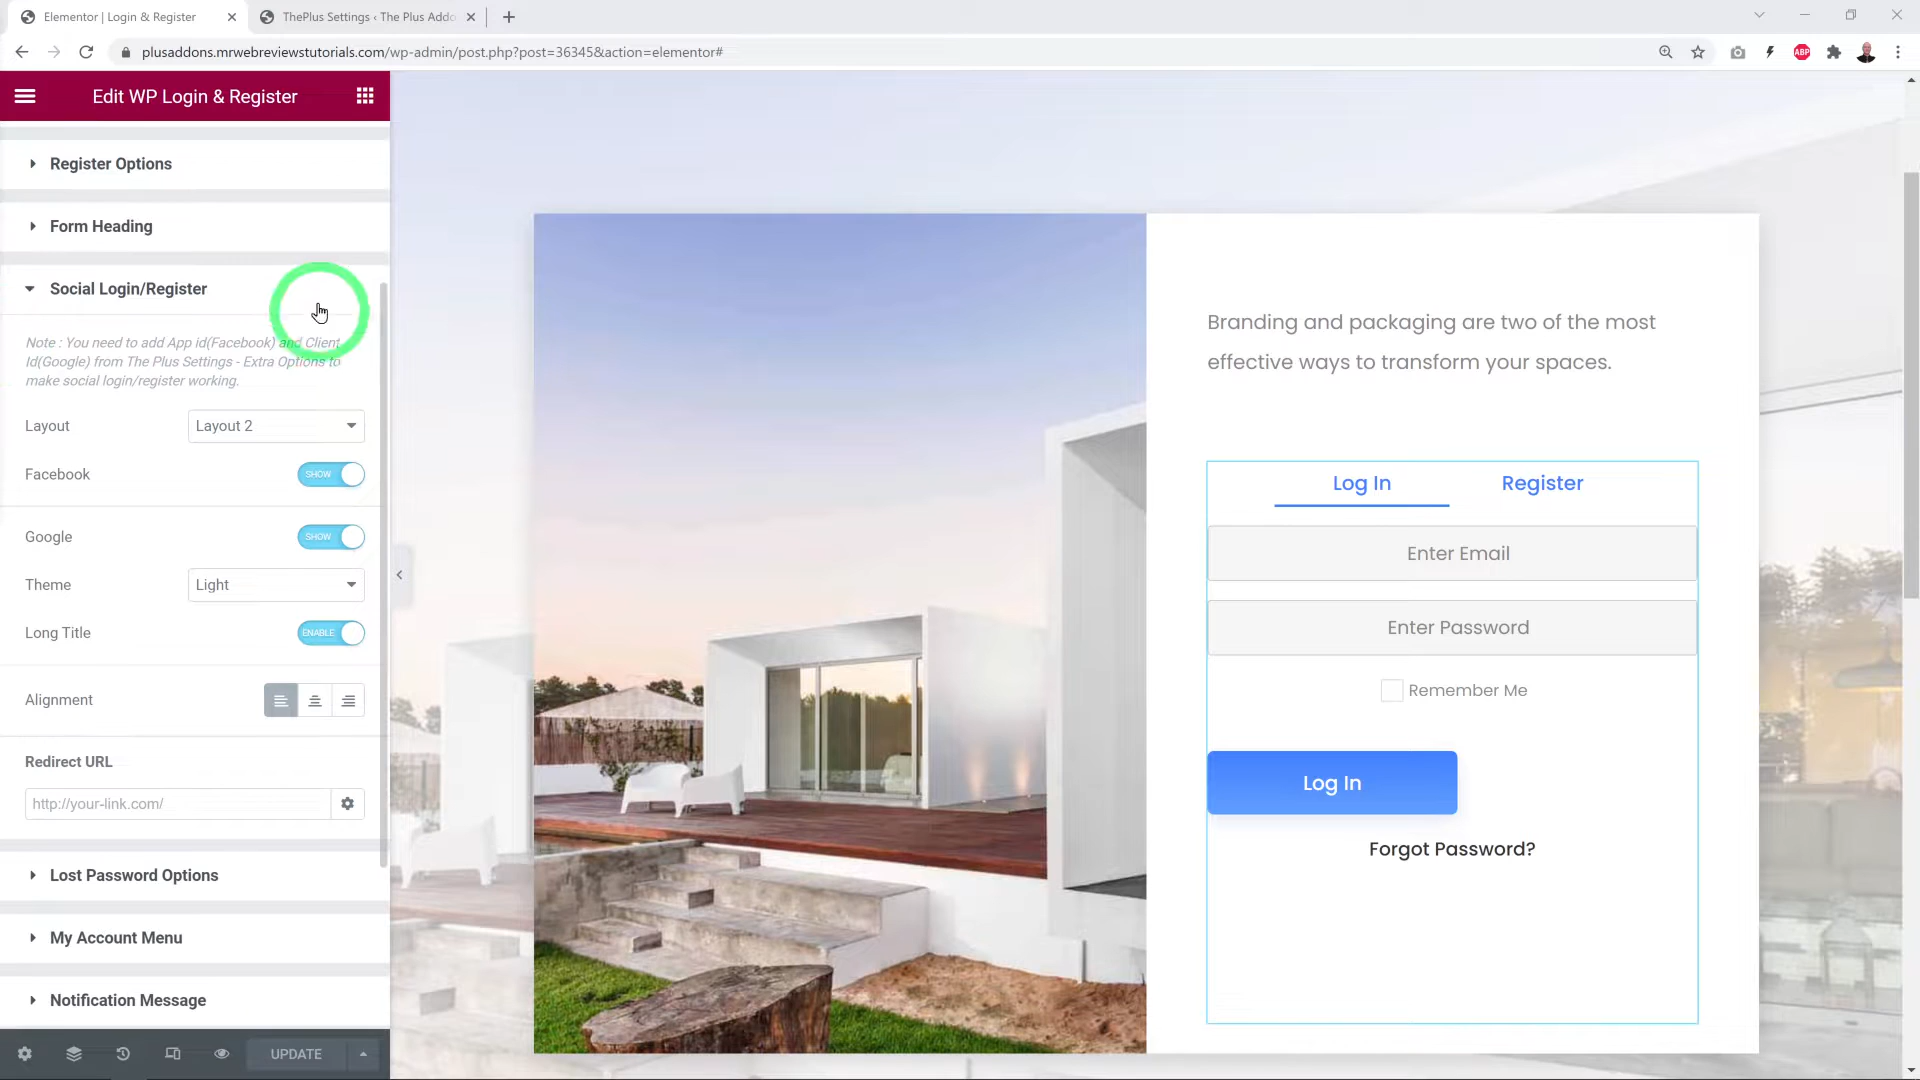 Elementor | Login & Register
ThePlus Settings ‹ The Plus Addo
plusaddons.mrwebreviewstutorials.com/wp-admin/post.php?post=36345&action=elementor#
ABP
Edit WP Login & Register
Register Options
Form Heading
Social Login/Register
Note : You need to add App id(Facebook) and Client
Id(Google) from The Plus Settings - Extra Options to
make social login/register working.
Layout
Layout 2
Facebook
SHOW
Google
SHOW
Theme
Light
Long Title
ENABLE
Alignment
Redirect URL
http://your-link.com/
Lost Password Options
My Account Menu
Notification Message
UPDATE
Branding and packaging are two of the most
effective ways to transform your spaces.
Log In
Register
Enter Email
Enter Password
Remember Me
Log In
Forgot Password?